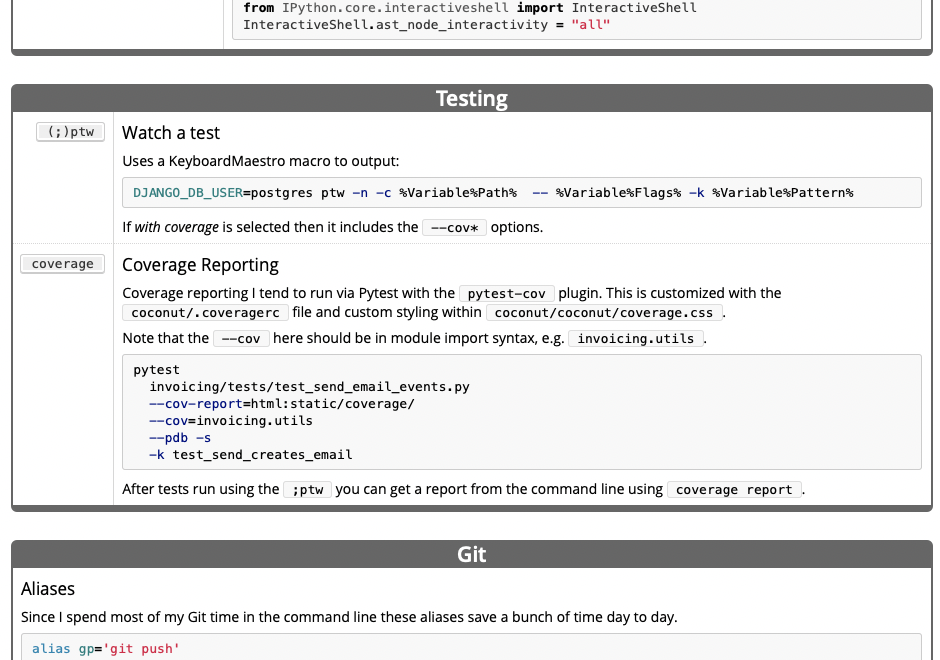 from IPython.core.interactiveshell import InteractiveShell
InteractiveShell.ast_node_interactivity = "all"
Testing
(;)ptw
Watch a test
Uses a KeyboardMaestro macro to output:
DJANGO_DB_USER=postgres ptw -n -c %Variable%Path%  -- %Variable%Flags% -k %Variable%Pattern%
If with coverage is selected then it includes the --cov* options.
coverage
Coverage Reporting
Coverage reporting I tend to run via Pytest with the pytest-cov plugin. This is customized with the
coconut/.coveragerc file and custom styling within coconut/coconut/coverage.css.
Note that the --cov here should be in module import syntax, e.g. invoicing.utils.
pytest
  invoicing/tests/test_send_email_events.py
  --cov-report=html:static/coverage/
  --cov=invoicing.utils
  --pdb -s
  -k test_send_creates_email
After tests run using the ;ptw you can get a report from the command line using coverage report.
Git
Aliases
Since I spend most of my Git time in the command line these aliases save a bunch of time day to day.
alias gp='git push'